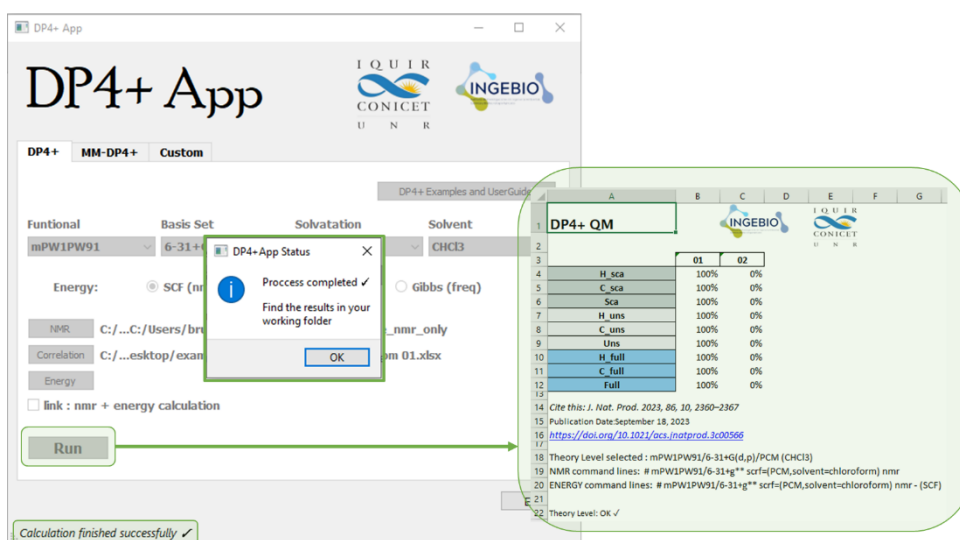 DP4+ App
DP4+ App
I Q U I R
CONICET
U N R
INGEBIO
DP4+ MM-DP4+ Custom
DP4+ Examples and UserGuide
Funtional Basis Set Solvatation Solvent
mPW1PW91 6-31+ CHCl3
Energy: SCF (nm Gibbs (freq)
NMR C:/...C:/Users/bru _nmr_only
Correlation C:/...esktop/exam om 01.xlsx
Energy
link : nmr + energy calculation
Run
Calculation finished successfully ✓
DP4+App Status
Proccess completed ✓
Find the results in your
working folder
OK
A B C D E F G
1 DP4+ QM INGEBIO I Q U I R
CONICET
U N R
2
3 01 02
4 H_sca 100% 0%
5 C_sca 100% 0%
6 Sca 100% 0%
7 H_uns 100% 0%
8 C_uns 100% 0%
9 Uns 100% 0%
10 H_full 100% 0%
11 C_full 100% 0%
12 Full 100% 0%
13
14 Cite this: J. Nat. Prod. 2023, 86, 10, 2360–2367
15 Publication Date:September 18, 2023
16 https://doi.org/10.1021/acs.jnatprod.3c00566
17
18 Theory Level selected : mPW1PW91/6-31+G(d,p)/PCM (CHCl3)
19 NMR command lines: # mPW1PW91/6-31+g** scrf=(PCM,solvent=chloroform) nmr
20 ENERGY command lines: # mPW1PW91/6-31+g** scrf=(PCM,solvent=chloroform) nmr - (SCF)
21
22 Theory Level: OK ✓